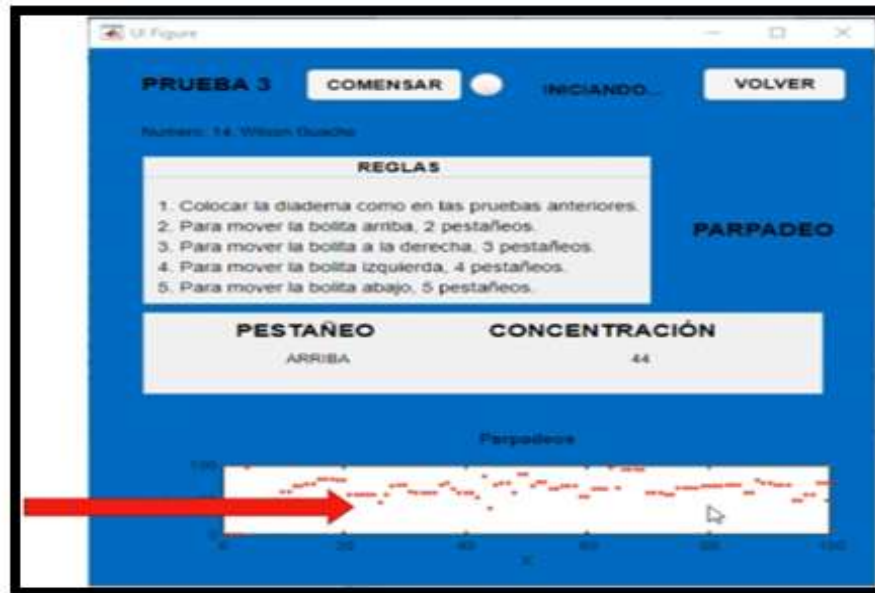 UI Figure
PRUEBA 3 COMENSAR INICIANDO... VOLVER
Numero: 14. Wilson Guacho
REGLAS
1. Colocar la diadema como en las pruebas anteriores.
2. Para mover la bolita arriba, 2 pestañeos.
3. Para mover la bolita a la derecha, 3 pestañeos.
4. Para mover la bolita izquierda, 4 pestañeos.
5. Para mover la bolita abajo, 5 pestañeos.
PARPADEO
PESTAÑEO CONCENTRACIÓN
ARRIBA 44
Parpadeos
100
0
0 20 40 60 80 100
X